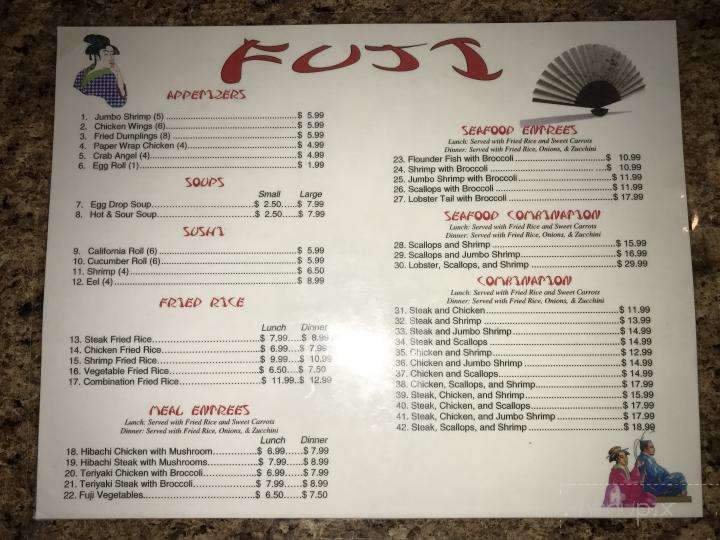 FUJI
APPETIZERS
1. Jumbo Shrimp (5) $ 5.99
2. Chicken Wings (6) $ 5.99
3. Fried Dumplings (8) $ 5.99
4. Paper Wrap Chicken (4) $ 4.99
5. Crab Angel (4) $ 4.99
6. Egg Roll (1) $ 1.99
SOUPS
Small Large
7. Egg Drop Soup $ 2.50 $ 7.99
8. Hot & Sour Soup $ 2.50 $ 7.99
SUSHI
9. California Roll (6) $ 5.99
10. Cucumber Roll (6) $ 5.99
11. Shrimp (4) $ 6.50
12. Eel (4) $ 8.99
FRIED RICE
Lunch Dinner
13. Steak Fried Rice $ 7.99 $ 8.99
14. Chicken Fried Rice $ 6.99 $ 7.99
15. Shrimp Fried Rice $ 9.99 $ 10.99
16. Vegetable Fried Rice $ 6.50 $ 7.50
17. Combination Fried Rice $ 11.99 $ 12.99
MEAL ENTREES
Lunch: Served with Fried Rice and Sweet Carrots
Dinner: Served with Fried Rice, Onions, & Zucchini
Lunch Dinner
18. Hibachi Chicken with Mushroom $ 6.99 $ 7.99
19. Hibachi Steak with Mushrooms $ 7.99 $ 8.99
20. Teriyaki Chicken with Broccoli $ 6.99 $ 7.99
21. Teriyaki Steak with Broccoli $ 7.99 $ 8.99
22. Fuji Vegetables $ 6.50 $ 7.50
SEAFOOD ENTREES
Lunch: Served with Fried Rice and Sweet Carrots
Dinner: Served with Fried Rice, Onions, & Zucchini
23. Flounder Fish with Broccoli $ 10.99
24. Shrimp with Broccoli $ 10.99
25. Jumbo Shrimp with Broccoli $ 11.99
26. Scallops with Broccoli $ 11.99
27. Lobster Tail with Broccoli $ 17.99
SEAFOOD COMBINATION
Lunch: Served with Fried Rice and Sweet Carrots
Dinner: Served with Fried Rice, Onions, & Zucchini
28. Scallops and Shrimp $ 15.99
29. Scallops and Jumbo Shrimp $ 16.99
30. Lobster, Scallops, and Shrimp $ 29.99
COMBINATION
Lunch: Served with Fried Rice and Sweet Carrots
Dinner: Served with Fried Rice, Onions, & Zucchini
31. Steak and Chicken $ 11.99
32. Steak and Shrimp $ 13.99
33. Steak and Jumbo Shrimp $ 14.99
34. Steak and Scallops $ 14.99
35. Chicken and Shrimp $ 12.99
36. Chicken and Jumbo Shrimp $ 14.99
37. Chicken and Scallops $ 14.99
38. Chicken, Scallops, and Shrimp $ 17.99
39. Steak, Chicken, and Shrimp $ 15.99
40. Steak, Chicken, and Scallops $ 17.99
41. Steak, Chicken, and Jumbo Shrimp $ 17.99
42. Steak, Scallops, and Shrimp $ 18.99